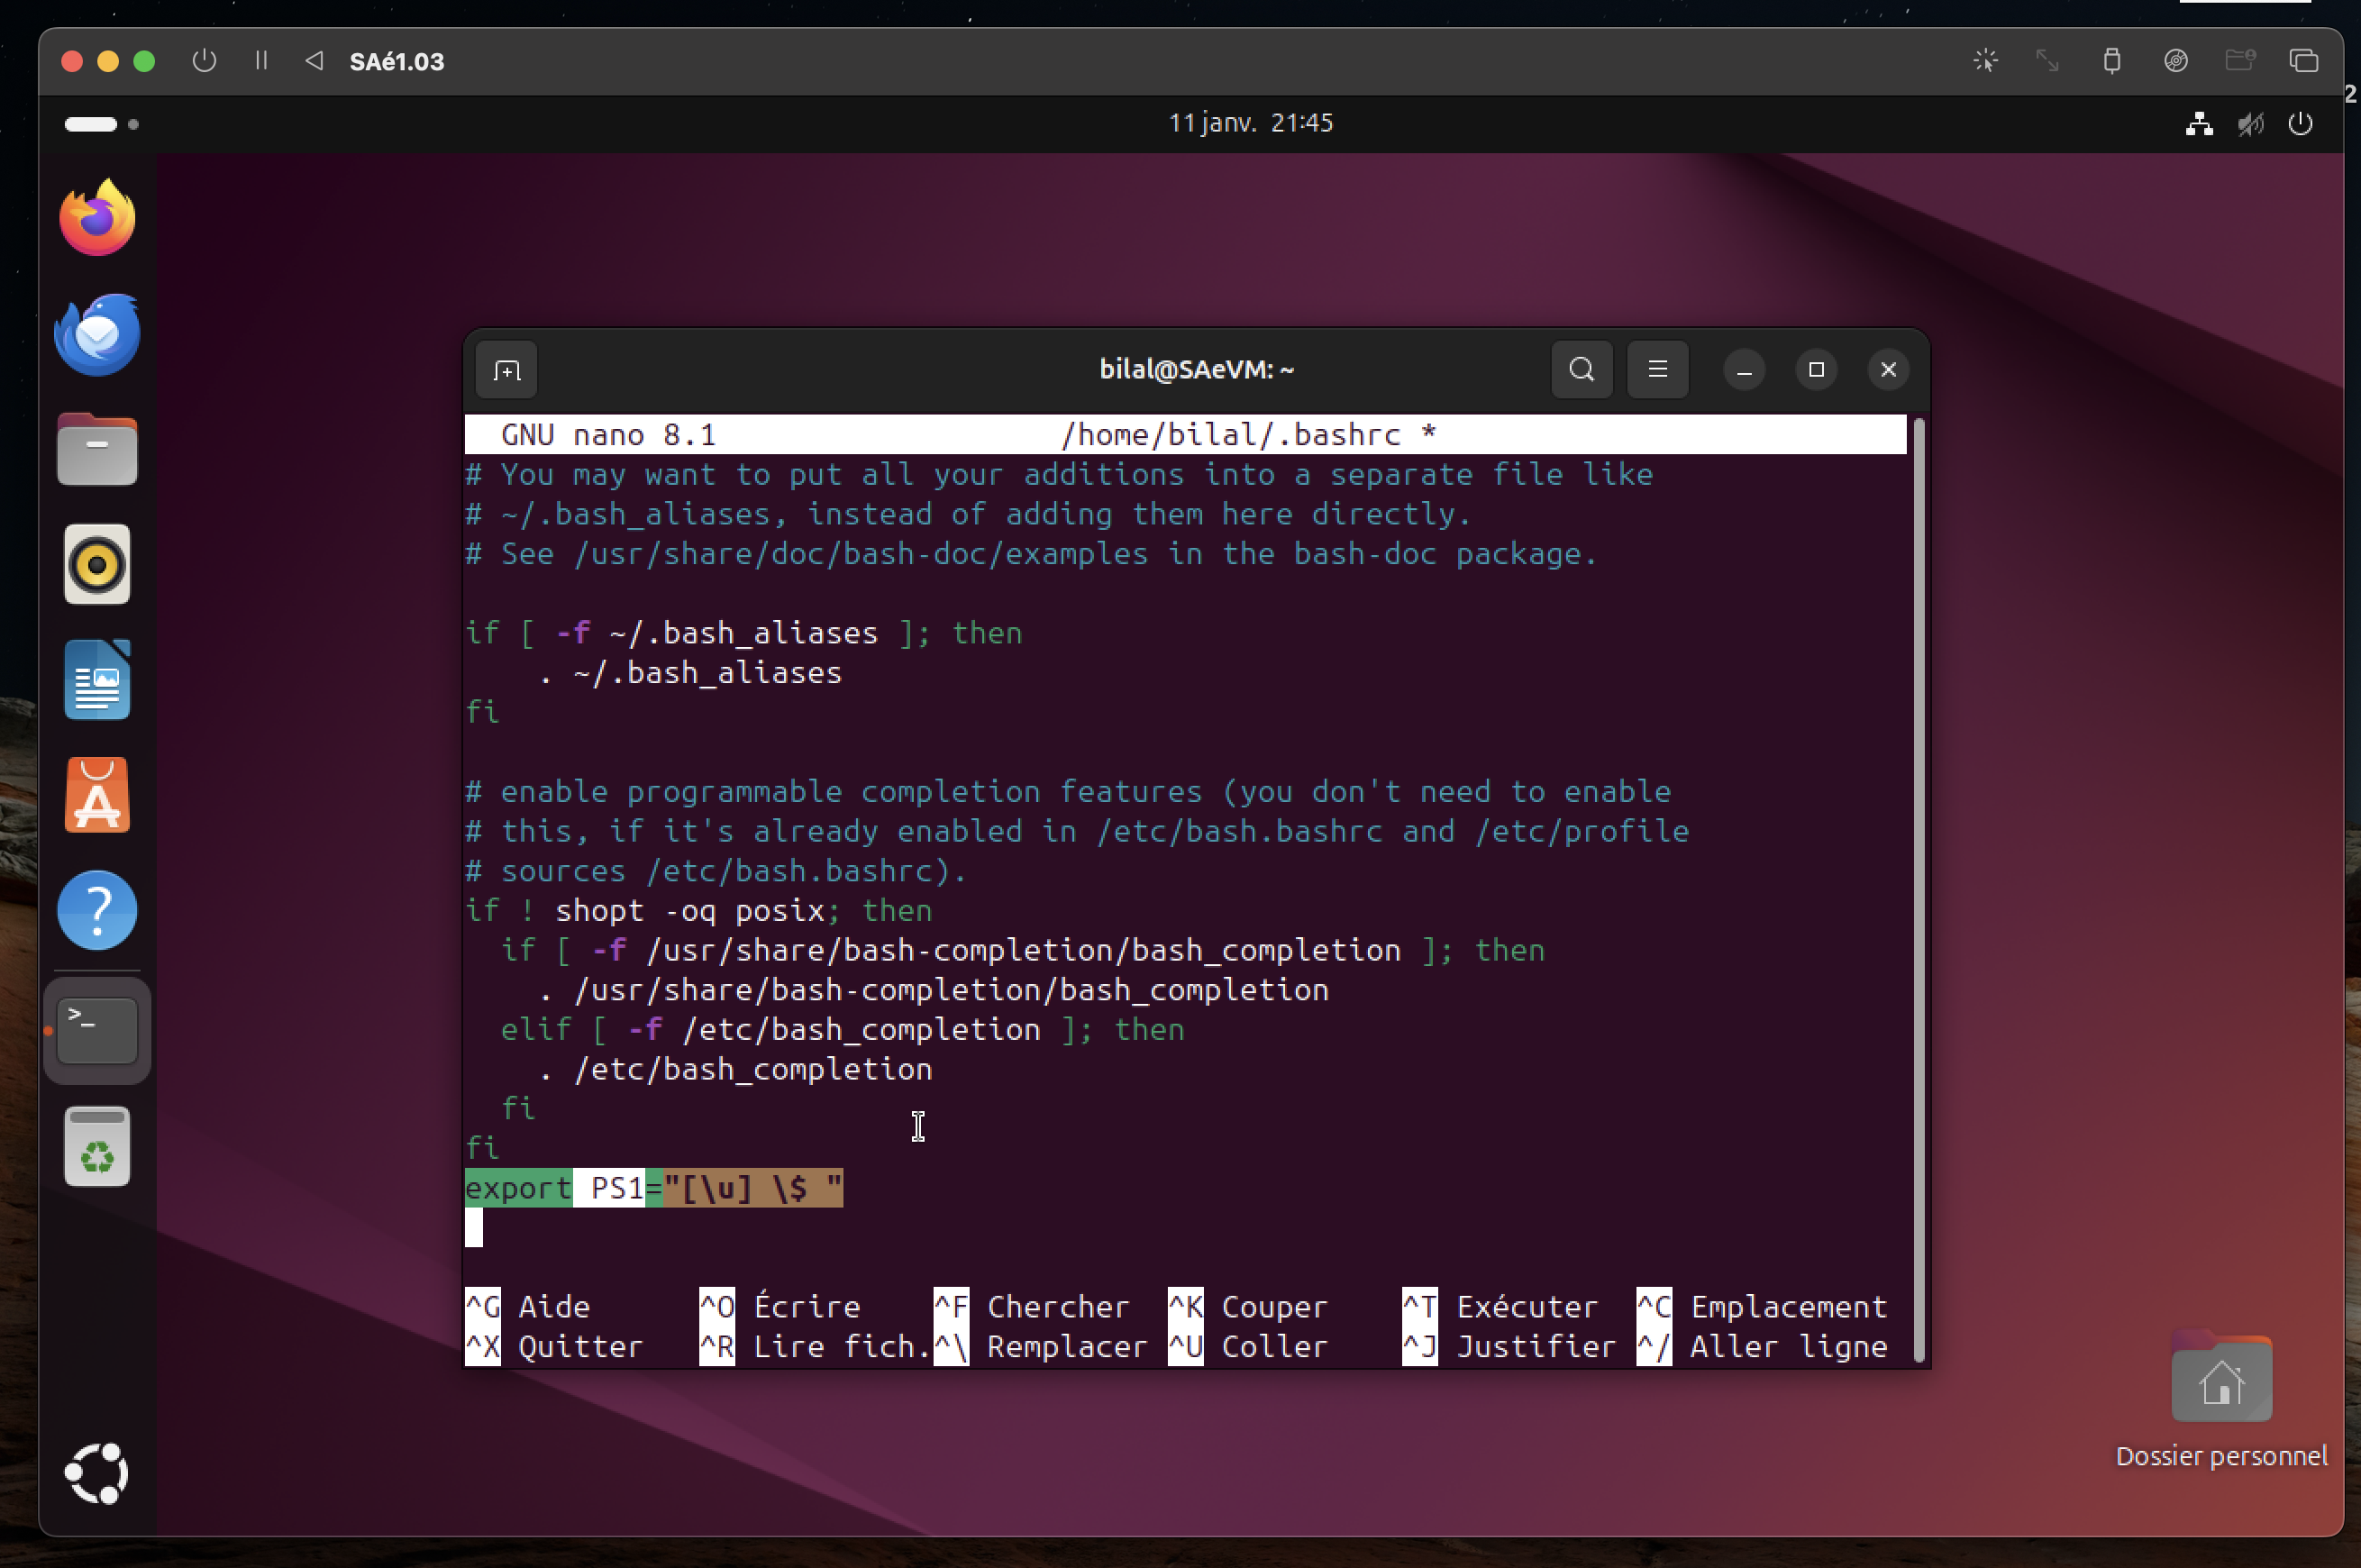 SAé1.03
2
11 janv. 21:45
bilal@SAeVM: ~
GNU nano 8.1 /home/bilal/.bashrc *
# You may want to put all your additions into a separate file like
# ~/.bash_aliases, instead of adding them here directly.
# See /usr/share/doc/bash-doc/examples in the bash-doc package.
if [ -f ~/.bash_aliases ]; then
    . ~/.bash_aliases
fi
# enable programmable completion features (you don't need to enable
# this, if it's already enabled in /etc/bash.bashrc and /etc/profile
# sources /etc/bash.bashrc).
if ! shopt -oq posix; then
  if [ -f /usr/share/bash-completion/bash_completion ]; then
    . /usr/share/bash-completion/bash_completion
  elif [ -f /etc/bash_completion ]; then
    . /etc/bash_completion
  fi
fi
export PS1="[\u] \$ "
^G Aide ^O Écrire ^F Chercher ^K Couper ^T Exécuter ^C Emplacement
^X Quitter ^R Lire fich. ^\ Remplacer ^U Coller ^J Justifier ^/ Aller ligne
Dossier personnel